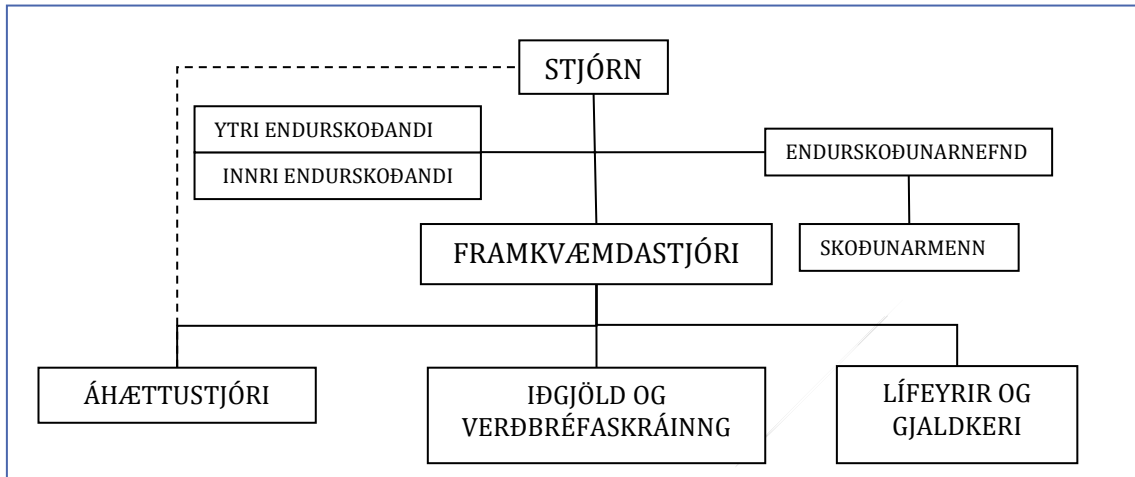 STJÓRN
YTRI ENDURSKOÐANDI
INNRI ENDURSKOÐANDI
ENDURSKOÐUNARNEFND
SKOÐUNARMENN
FRAMKVÆMDASTJÓRI
ÁHÆTTUSTJÓRI
IÐGJÖLD OG
VERÐBRÉFASKRÁINNG
LÍFEYRIR OG
GJALDKERI